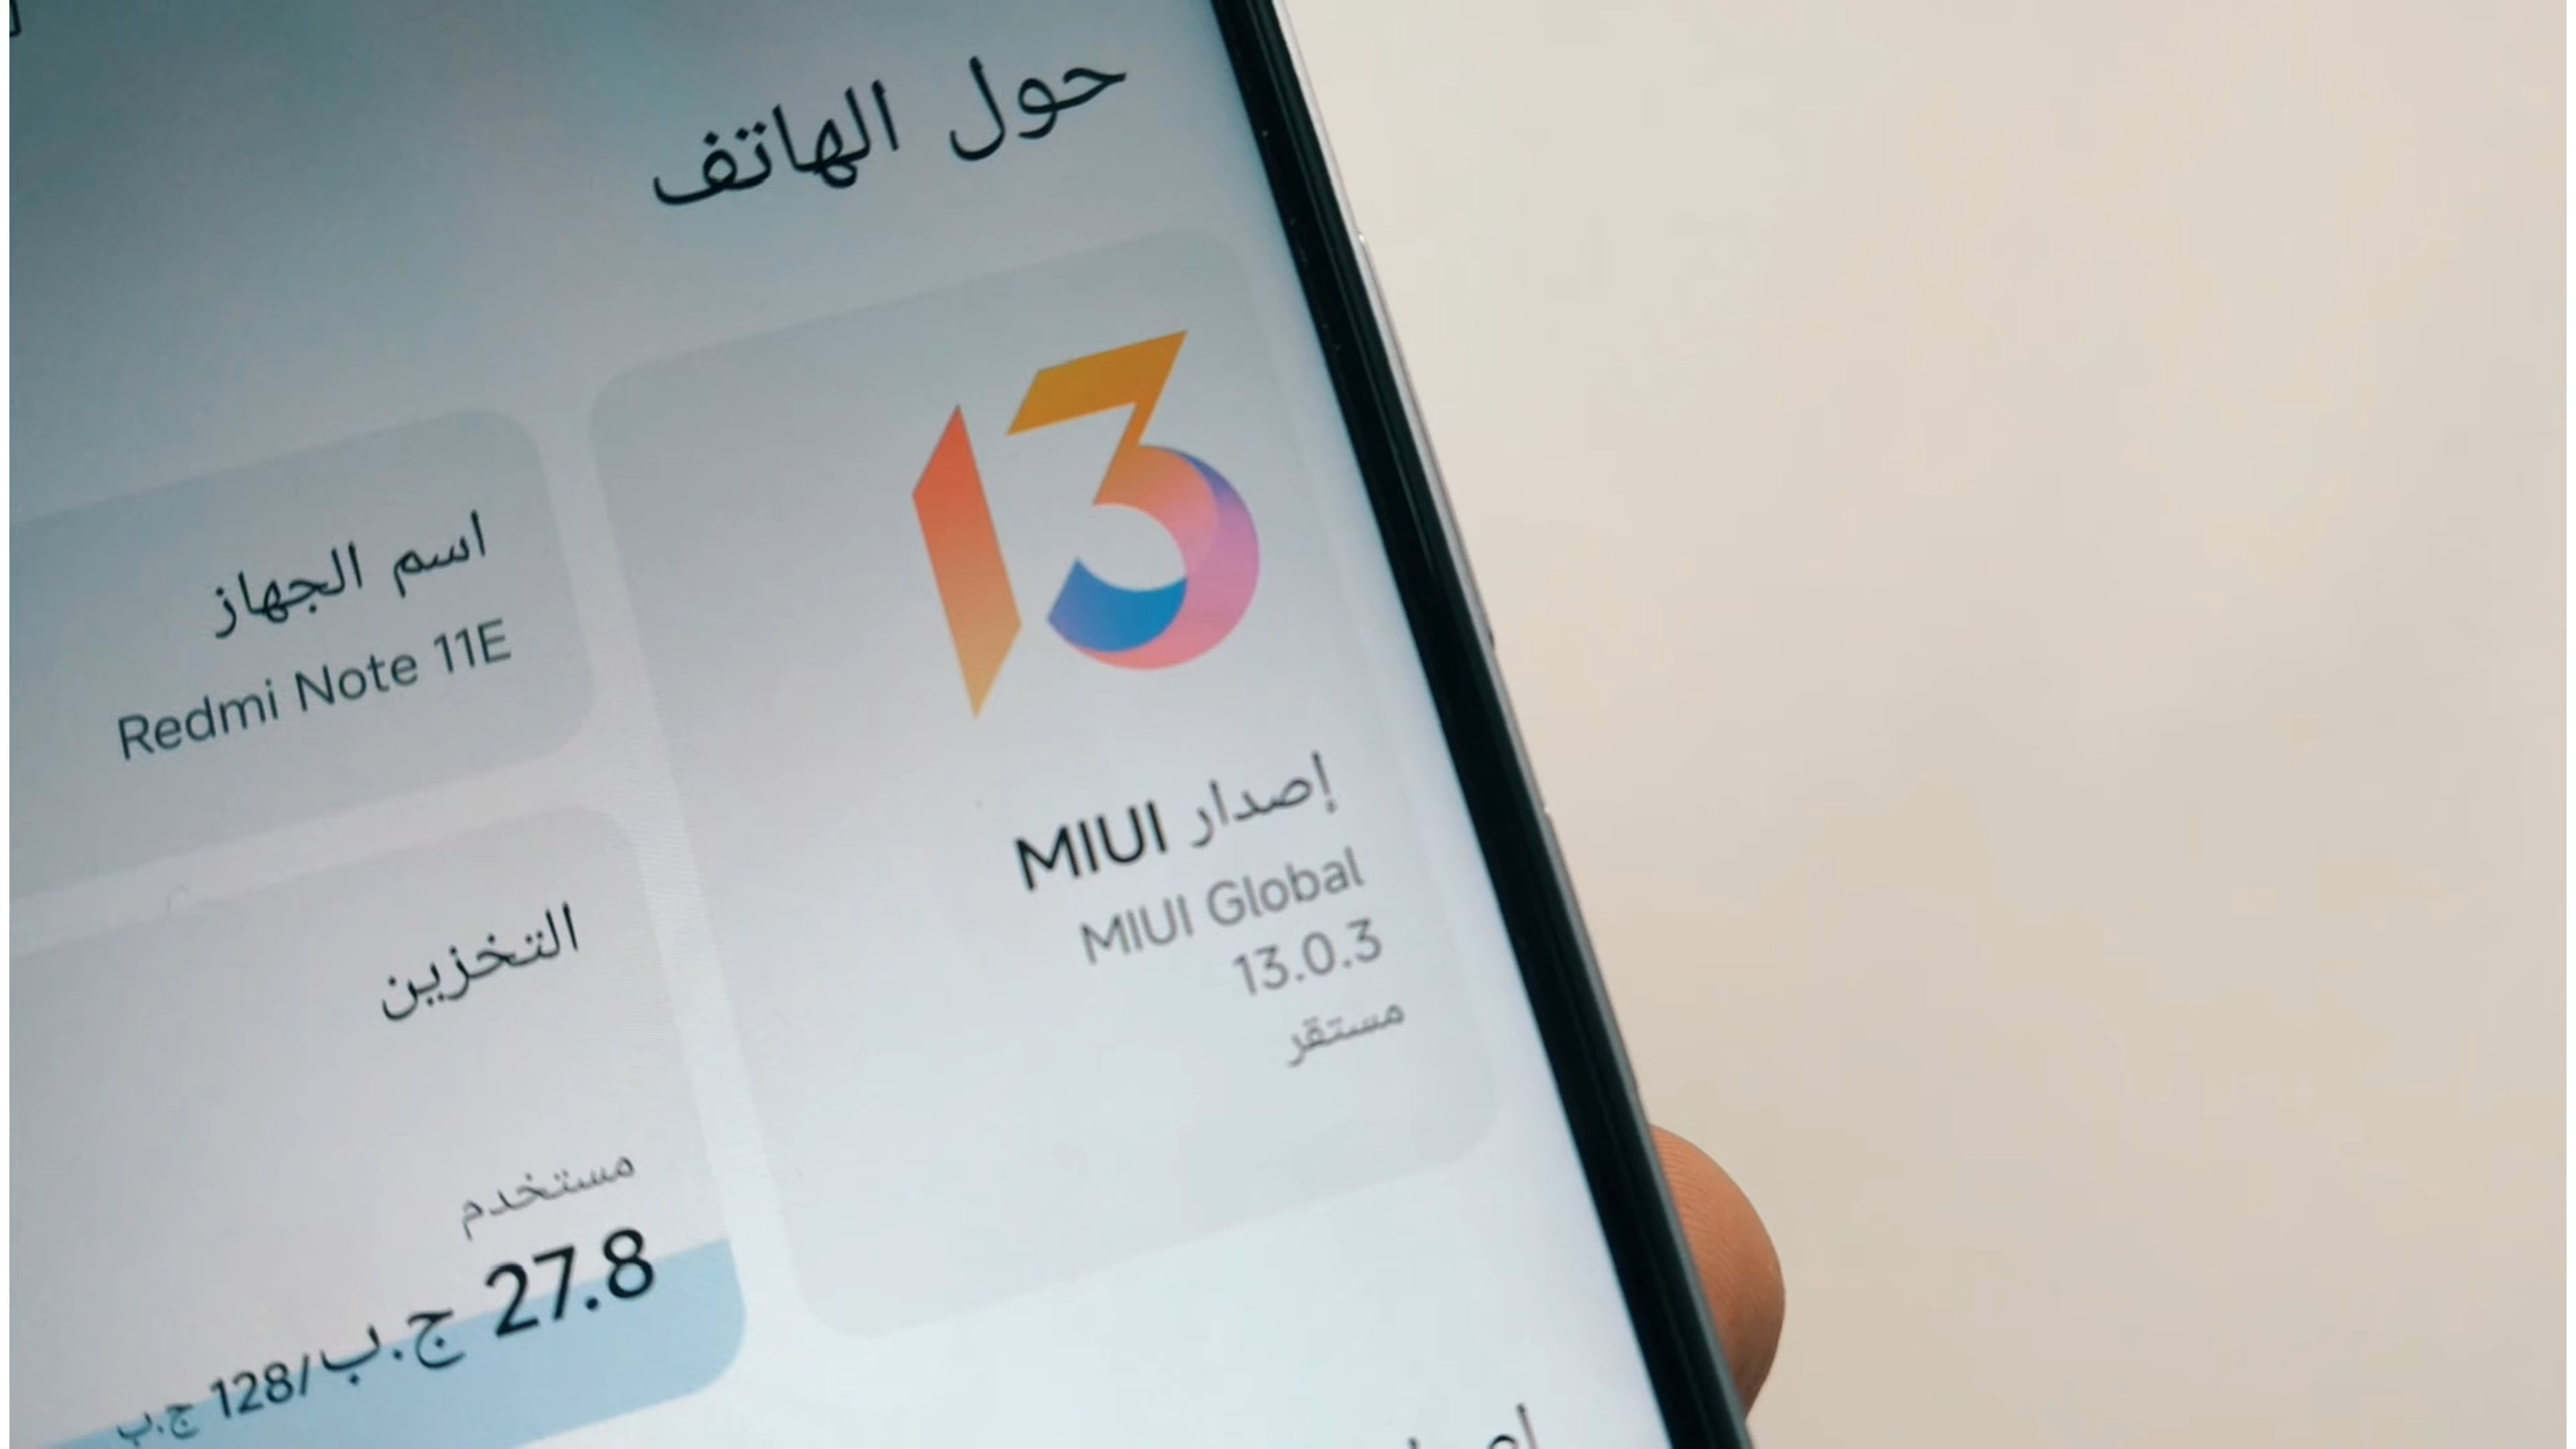 حول الهاتف
13
إصدار MIUI
MIUI Global
13.0.3
مستقر
اسم الجهاز
Redmi Note 11E
التخزين
مستخدم
27.8 ج.ب/128 ج.ب